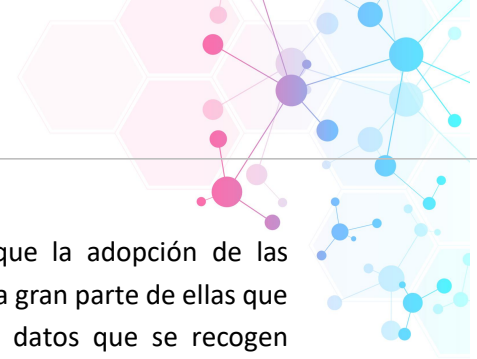 que la adopción de las
a gran parte de ellas que
datos que se recogen